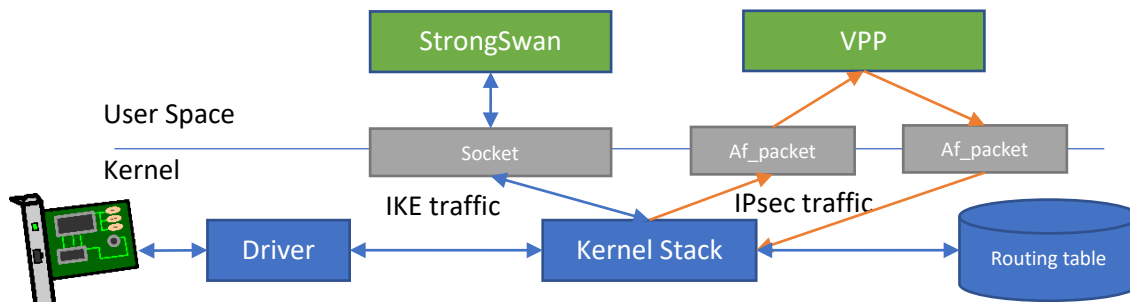 StrongSwan
VPP
User Space
Socket
Af_packet
Af_packet
Kernel
IKE traffic
IPsec traffic
Driver
Kernel Stack
Routing table